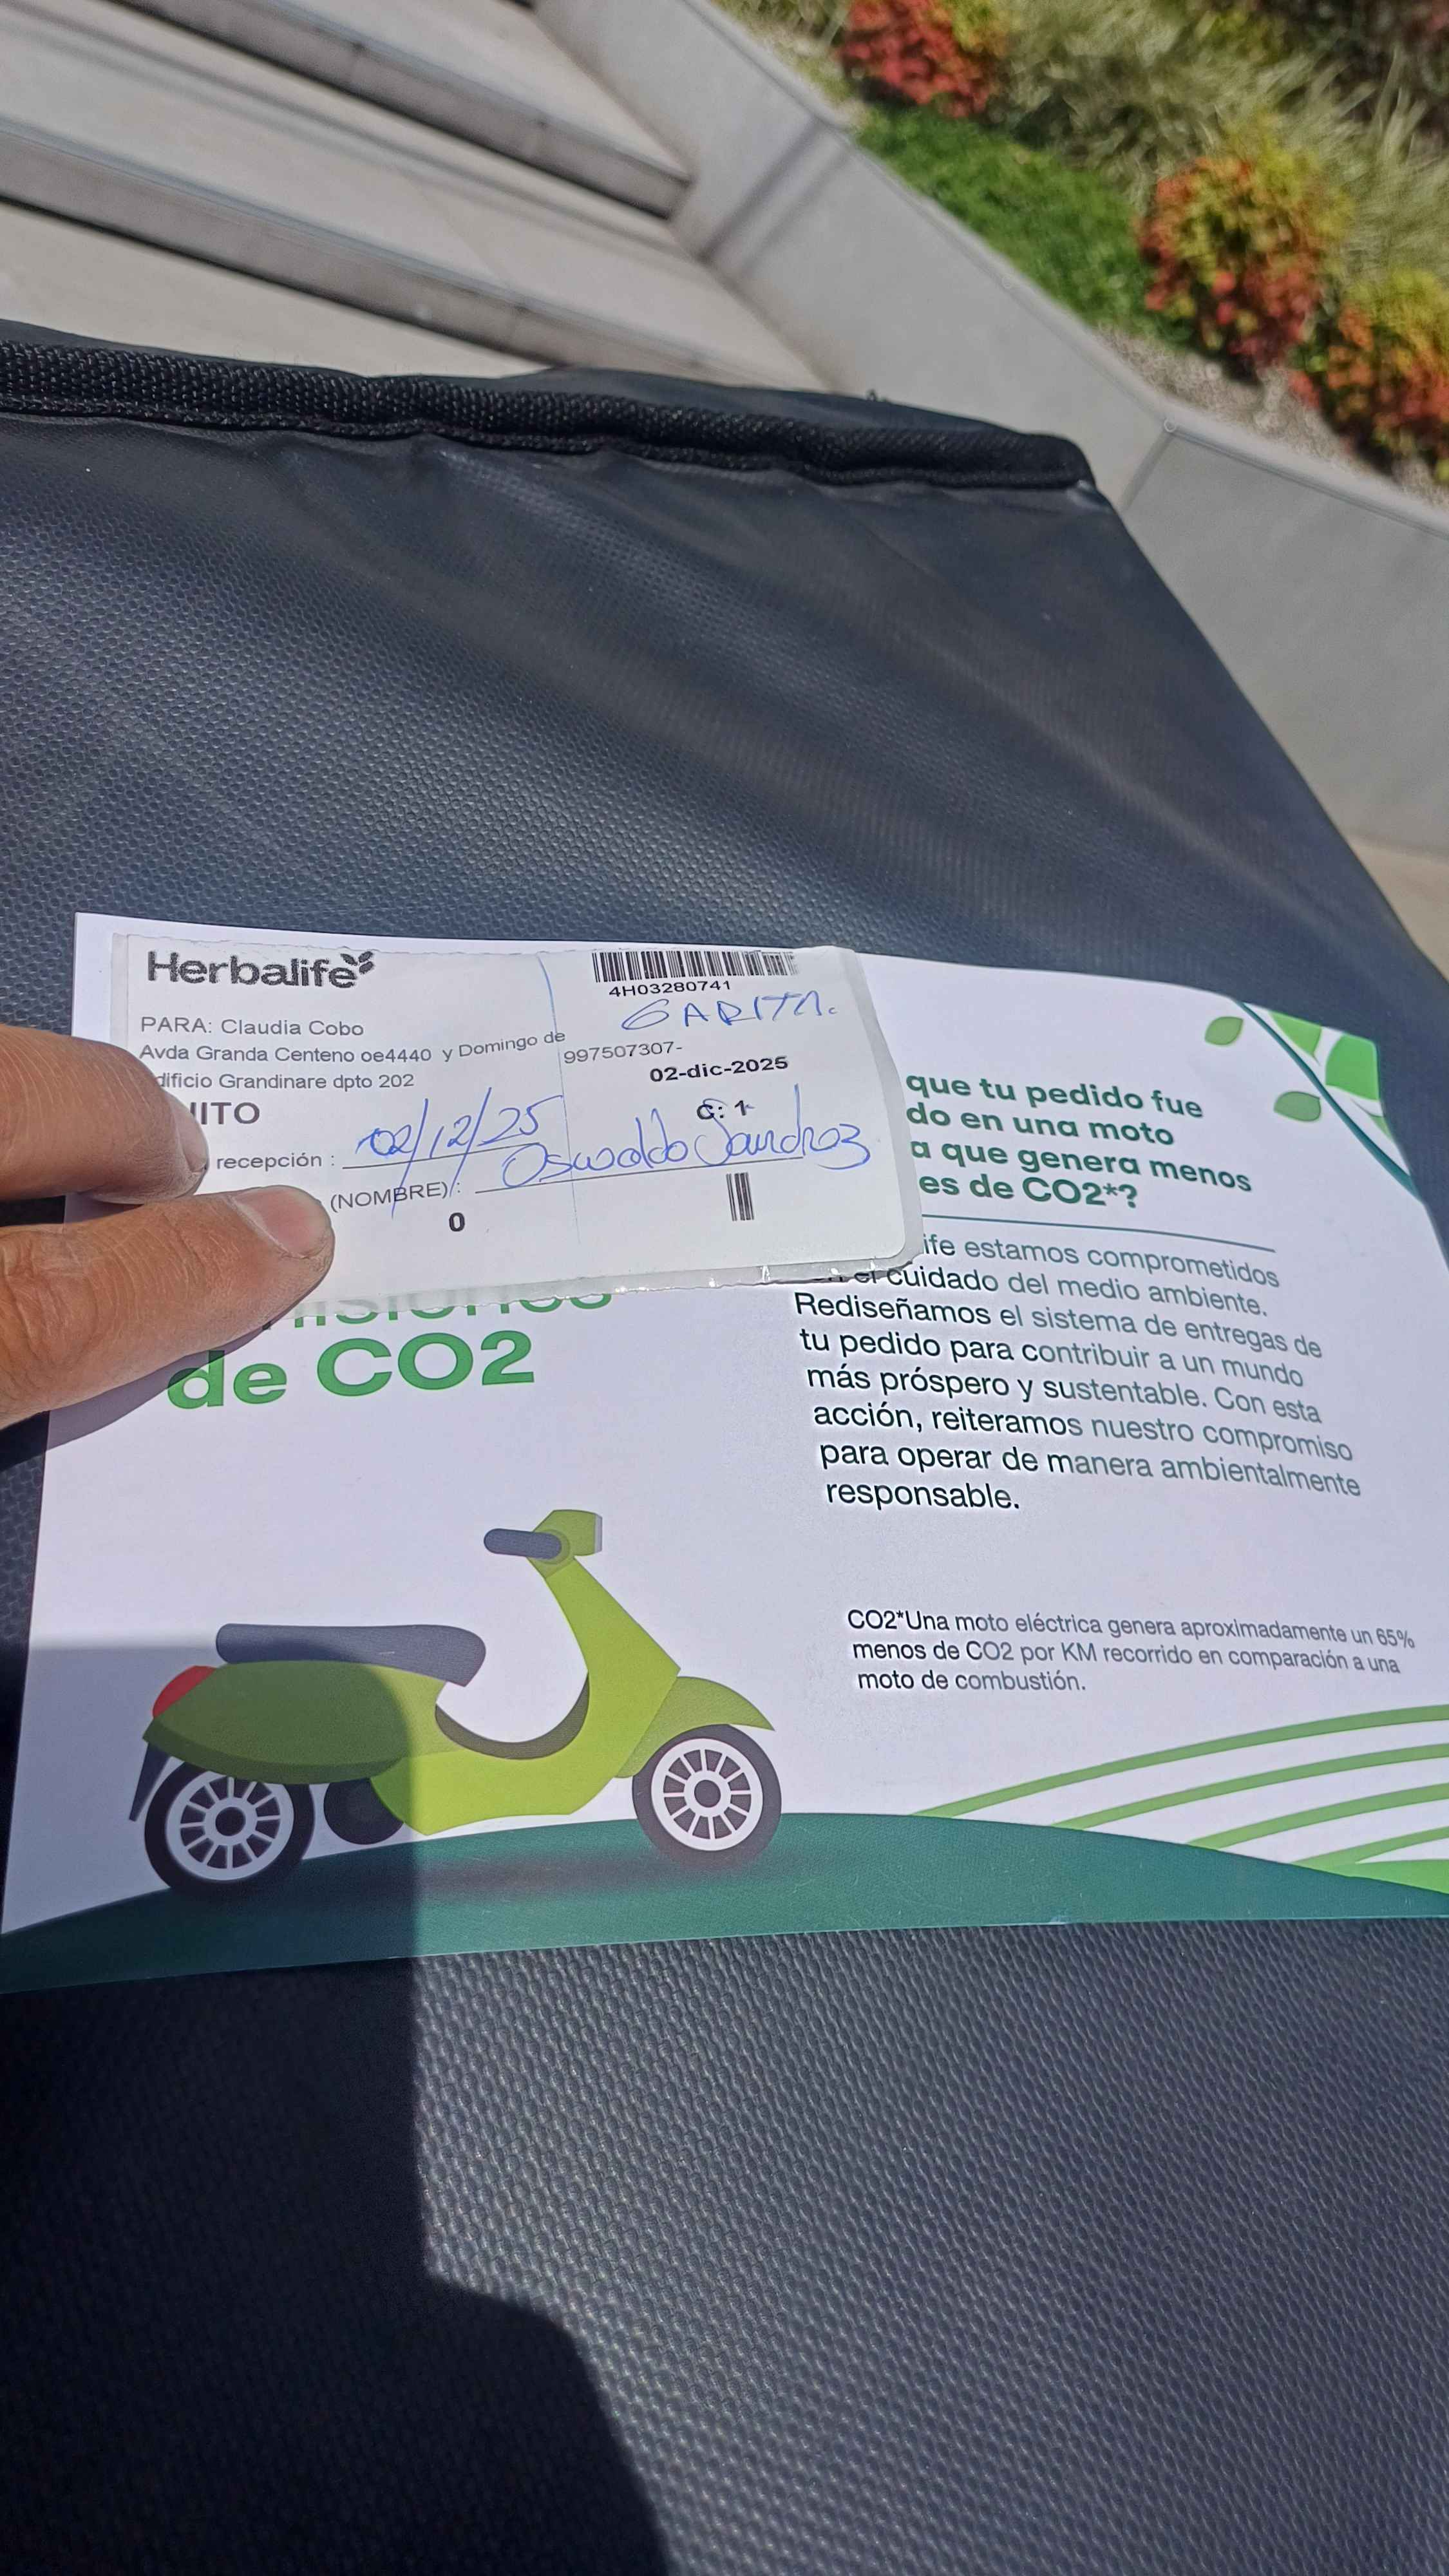 Herbalife
4H03280741
GARITA.
PARA: Claudia Cobo
Avda Granda Centeno oe4440 y Domingo de
997507307-
dificio Grandinare dpto 202
02-dic-2025
UITO
C: 1
recepción : 02/12/25
(NOMBRE) : Oswaldo Sanchez
0
que tu pedido fue
do en una moto
a que genera menos
es de CO2*?
ife estamos comprometidos
el cuidado del medio ambiente.
Rediseñamos el sistema de entregas de
tu pedido para contribuir a un mundo
más próspero y sustentable. Con esta
acción, reiteramos nuestro compromiso
para operar de manera ambientalmente
responsable.
de CO2
CO2*Una moto eléctrica genera aproximadamente un 65%
menos de CO2 por KM recorrido en comparación a una
moto de combustión.